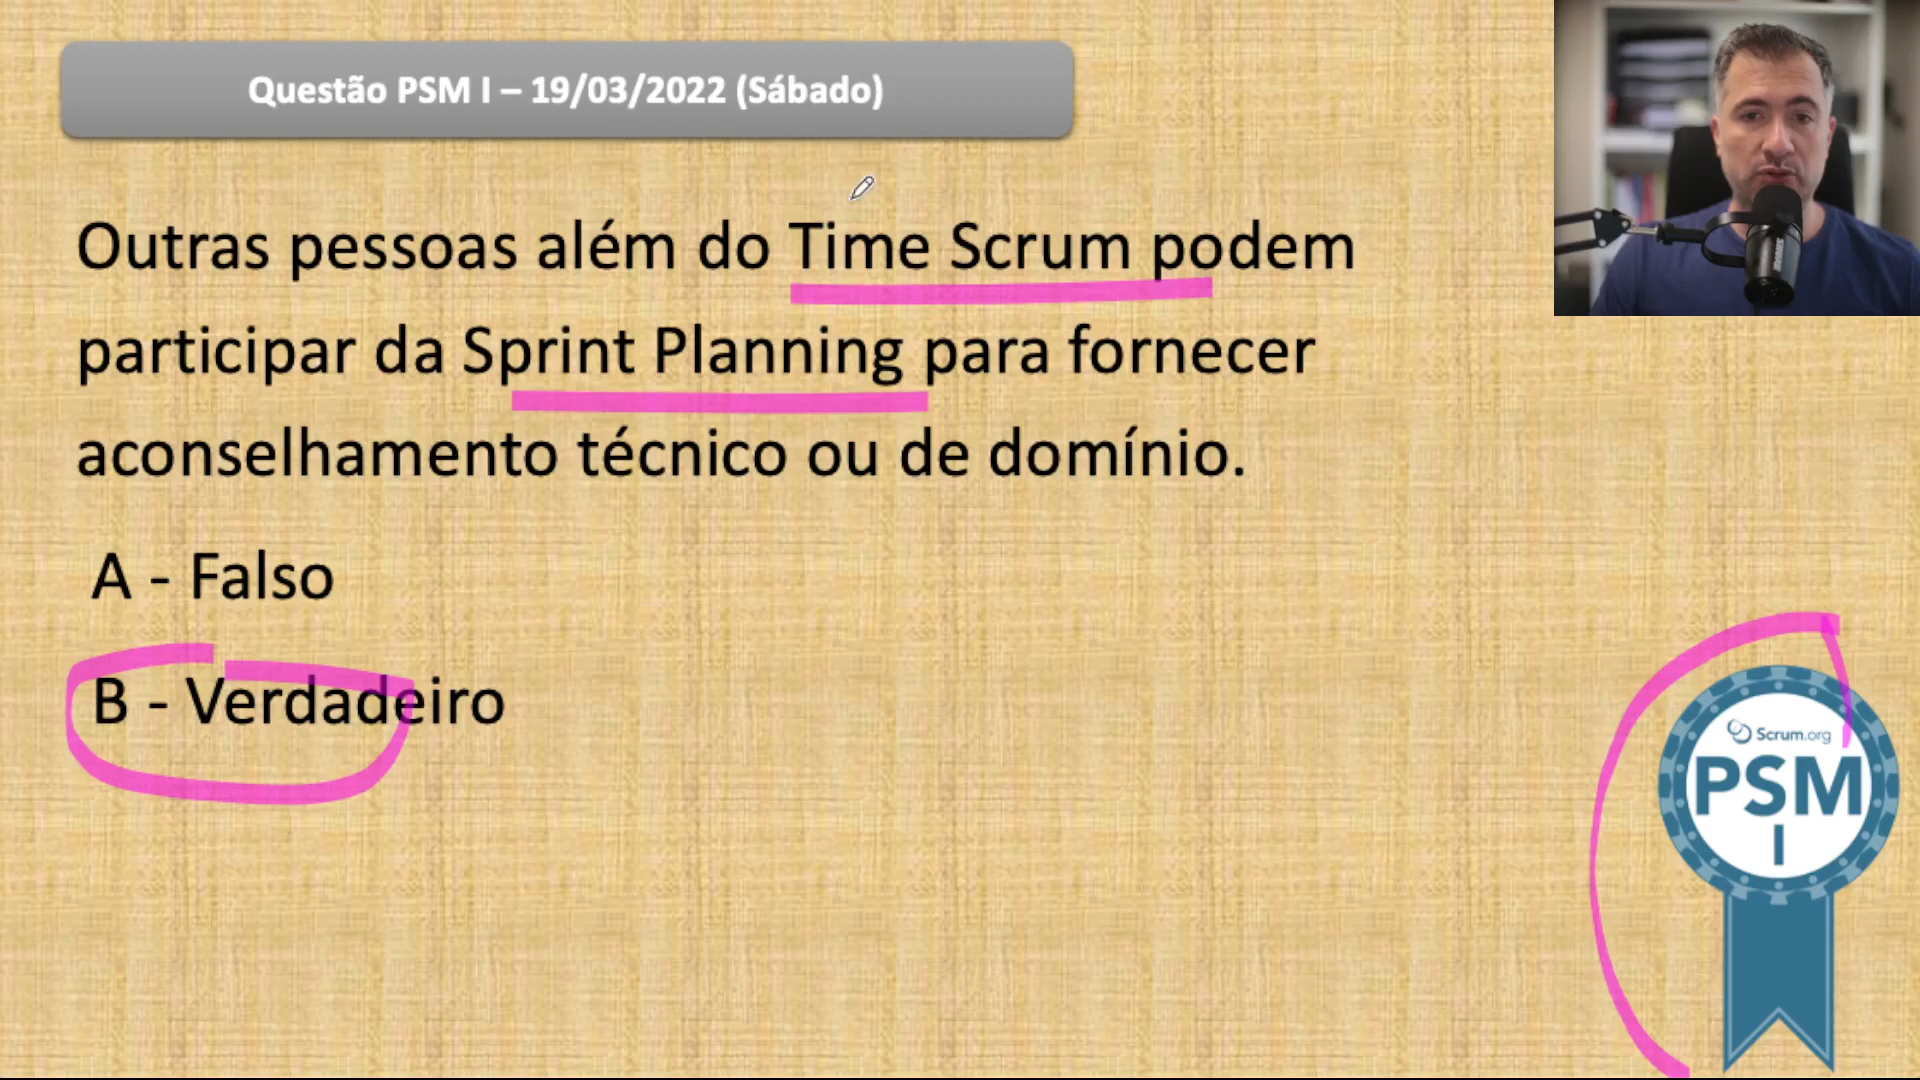 Questão PSM I – 19/03/2022 (Sábado)
Outras pessoas além do Time Scrum podem
participar da Sprint Planning para fornecer
aconselhamento técnico ou de domínio.
A - Falso
B - Verdadeiro
Scrum.org
PSM
I